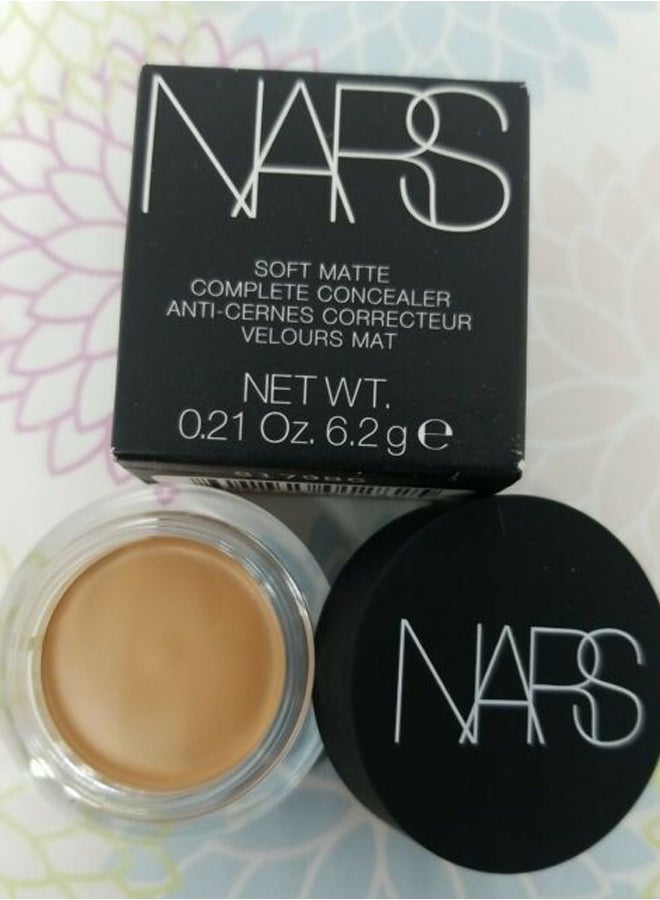 NARS
SOFT MATTE
COMPLETE CONCEALER
ANTI-CERNES CORRECTEUR
VELOURS MAT
NET WT.
0.21 Oz. 6.2 g e
NARS